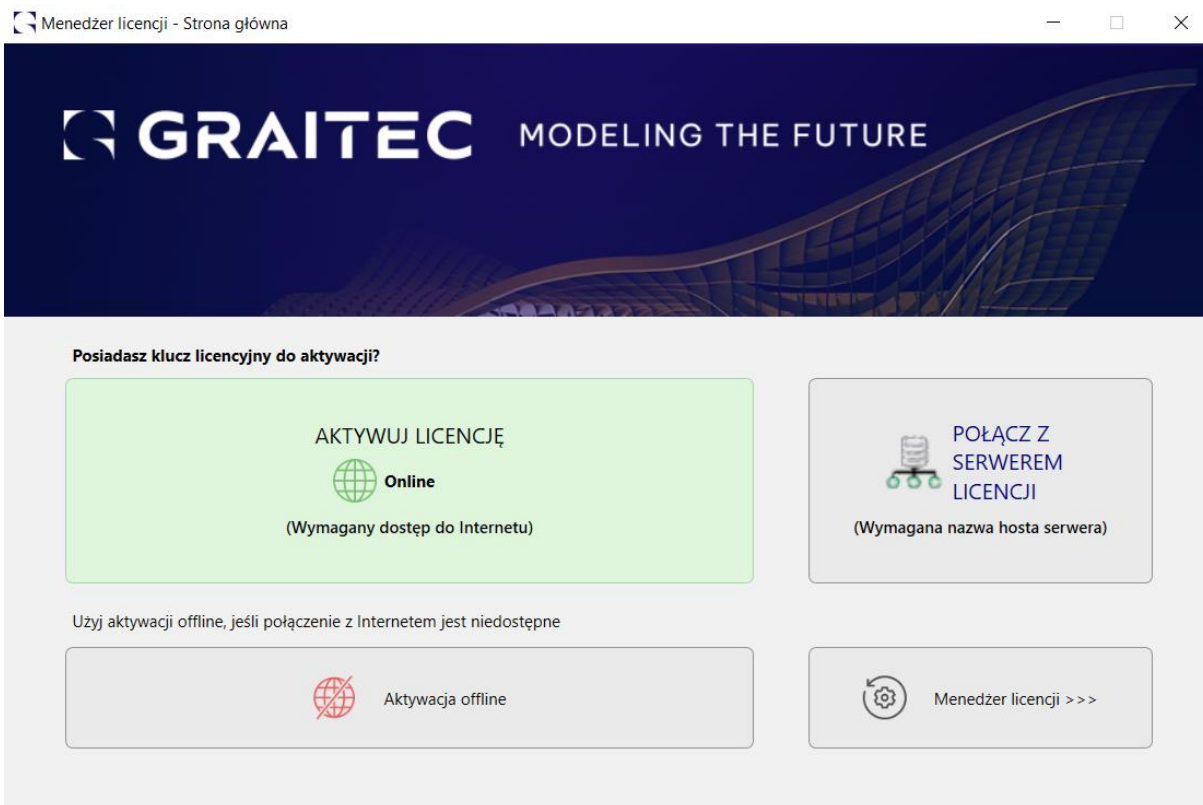 Menedżer licencji - Strona główna
GRAITEC MODELING THE FUTURE
Posiadasz klucz licencyjny do aktywacji?
AKTYWUJ LICENCJĘ
Online
(Wymagany dostęp do Internetu)
POŁĄCZ Z
SERWEREM
LICENCJI
(Wymagana nazwa hosta serwera)
Użyj aktywacji offline, jeśli połączenie z Internetem jest niedostępne
Aktywacja offline
Menedżer licencji >>>